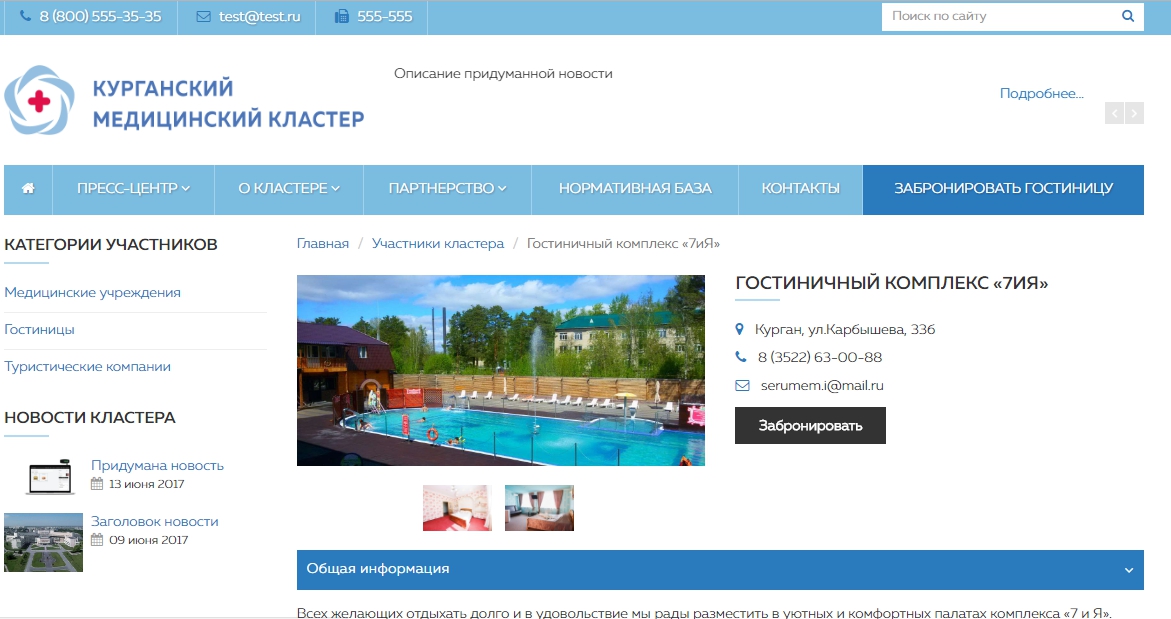 8 (800) 555-35-35
test@test.ru
555-555
Поиск по сайту
КУРГАНСКИЙ
МЕДИЦИНСКИЙ КЛАСТЕР
Описание придуманной новости
Подробнее...
ПРЕСС-ЦЕНТР
О КЛАСТЕРЕ
ПАРТНЕРСТВО
НОРМАТИВНАЯ БАЗА
КОНТАКТЫ
ЗАБРОНИРОВАТЬ ГОСТИНИЦУ
КАТЕГОРИИ УЧАСТНИКОВ
Медицинские учреждения
Гостиницы
Туристические компании
НОВОСТИ КЛАСТЕРА
Придумана новость
13 июня 2017
Заголовок новости
09 июня 2017
Главная / Участники кластера / Гостиничный комплекс «7иЯ»
ГОСТИНИЧНЫЙ КОМПЛЕКС «7ИЯ»
Курган, ул.Карбышева, 33б
8 (3522) 63-00-88
serumem.i@mail.ru
Забронировать
Общая информация
Всех желающих отдыхать долго и в удовольствие мы рады разместить в уютных и комфортных палатах комплекса «7 и Я».